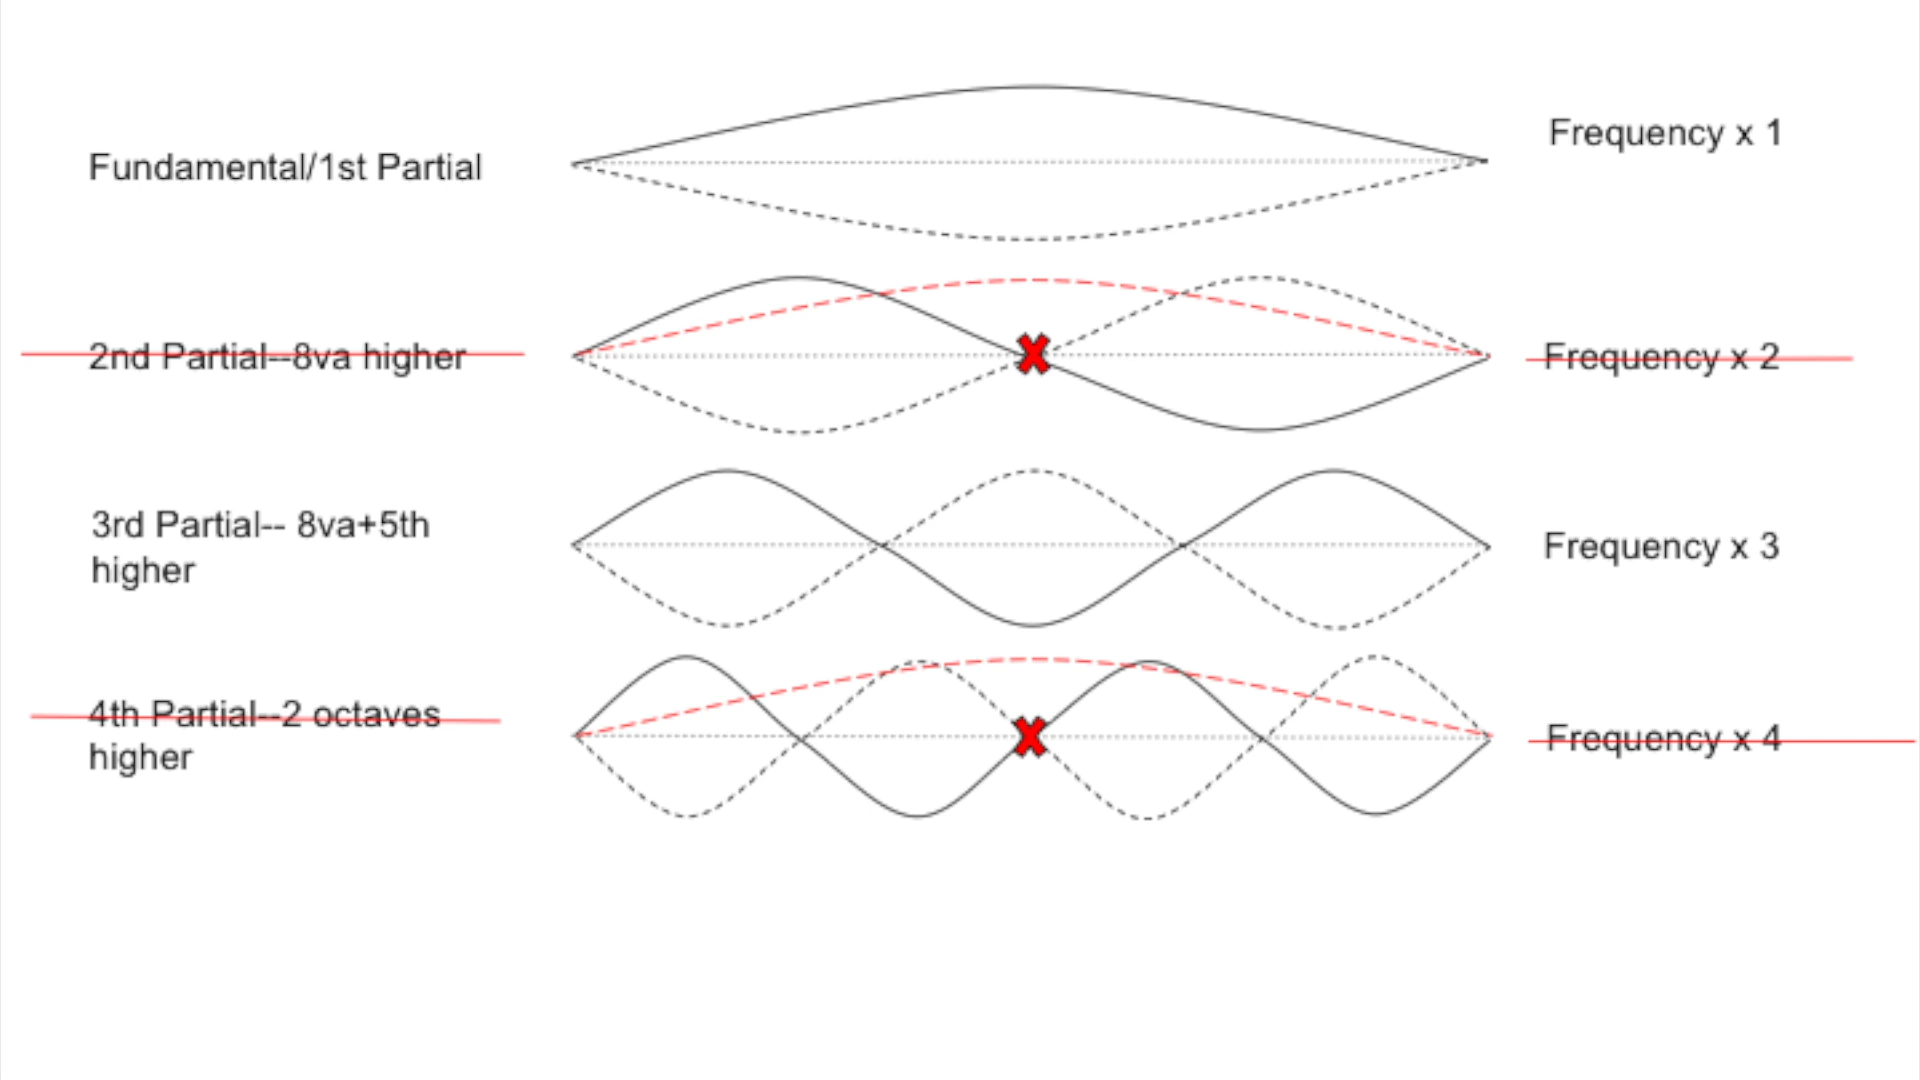 Fundamental/1st Partial
Frequency x 1
2nd Partial--8va higher
Frequency x 2
3rd Partial-- 8va+5th
higher
Frequency x 3
4th Partial--2 octaves
higher
Frequency x 4